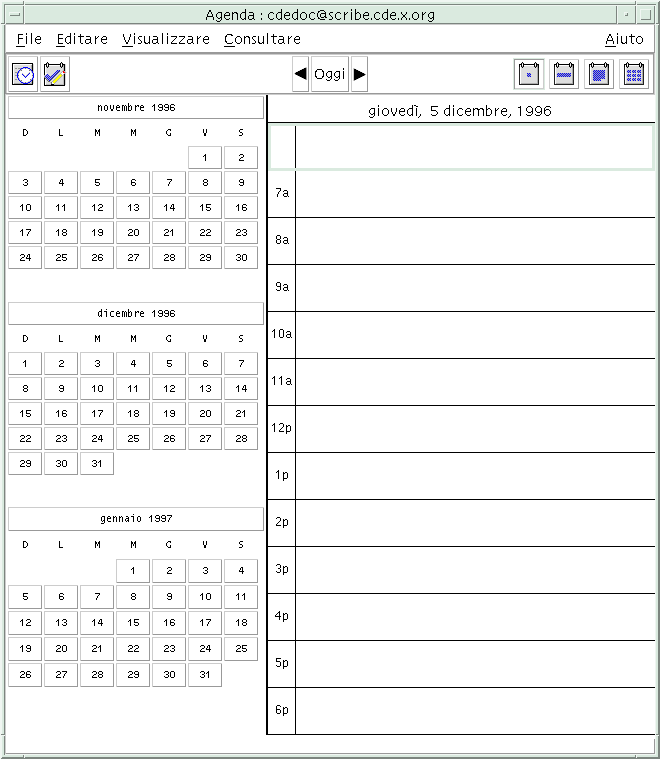 Agenda : cdedoc@scribe.cde.x.org
File Editare Visualizzare Consultare Aiuto
Oggi
novembre 1996
D L M M G V S
1 2
3 4 5 6 7 8 9
10 11 12 13 14 15 16
17 18 19 20 21 22 23
24 25 26 27 28 29 30
dicembre 1996
D L M M G V S
1 2 3 4 5 6 7
8 9 10 11 12 13 14
15 16 17 18 19 20 21
22 23 24 25 26 27 28
29 30 31
gennaio 1997
D L M M G V S
1 2 3 4
5 6 7 8 9 10 11
12 13 14 15 16 17 18
19 20 21 22 23 24 25
26 27 28 29 30 31
giovedì, 5 dicembre, 1996
7a
8a
9a
10a
11a
12p
1p
2p
3p
4p
5p
6p